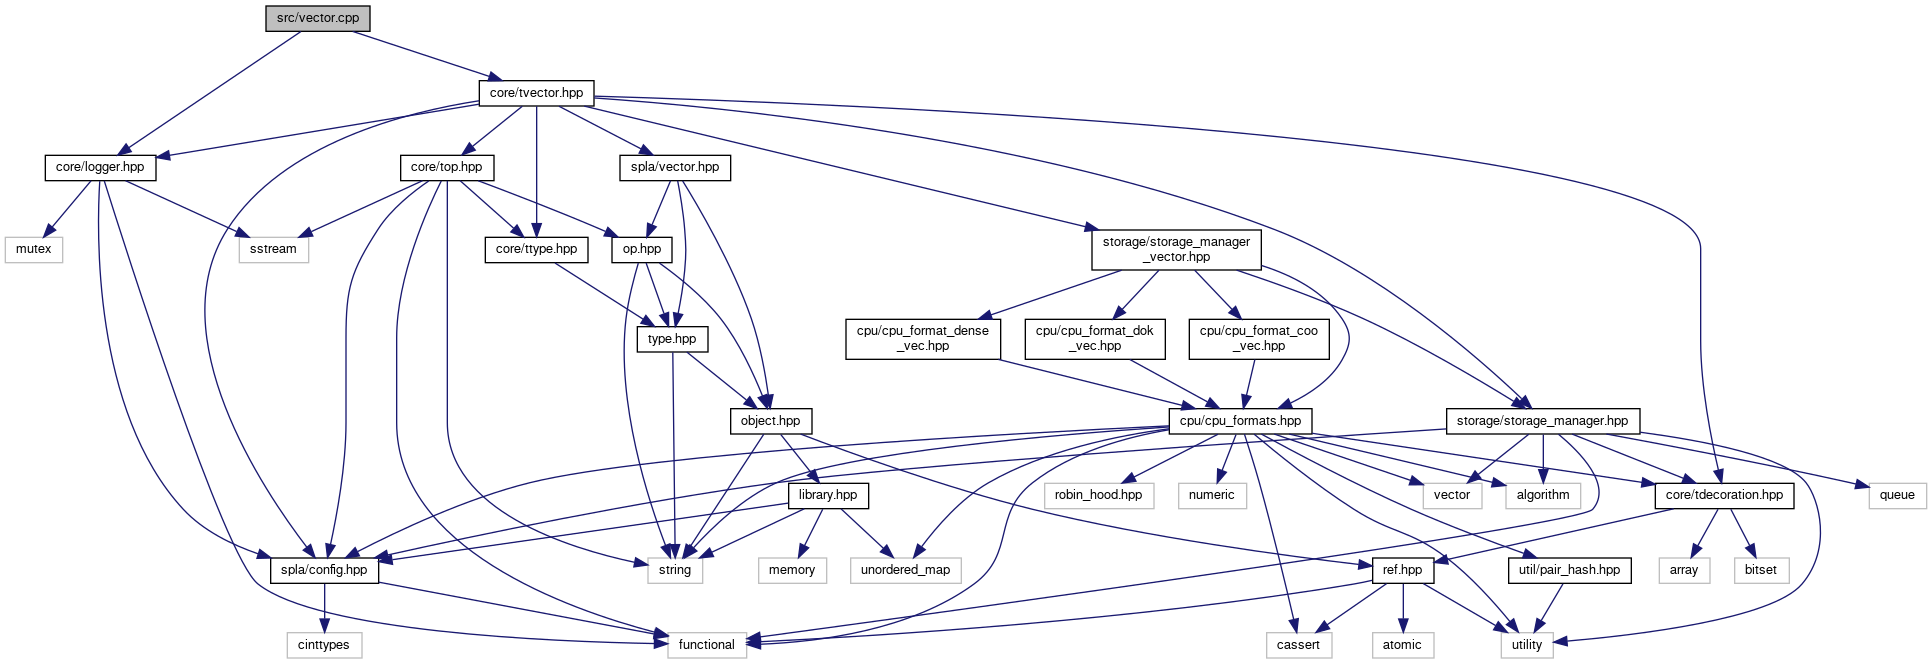 src/vector.cpp
core/tvector.hpp
core/logger.hpp
core/top.hpp
spla/vector.hpp
mutex
sstream
core/ttype.hpp
op.hpp
storage/storage_manager
_vector.hpp
type.hpp
cpu/cpu_format_dense
_vec.hpp
cpu/cpu_format_dok
_vec.hpp
cpu/cpu_format_coo
_vec.hpp
object.hpp
cpu/cpu_formats.hpp
storage/storage_manager.hpp
library.hpp
robin_hood.hpp
numeric
vector
algorithm
core/tdecoration.hpp
queue
spla/config.hpp
string
memory
unordered_map
ref.hpp
util/pair_hash.hpp
array
bitset
cinttypes
functional
cassert
atomic
utility